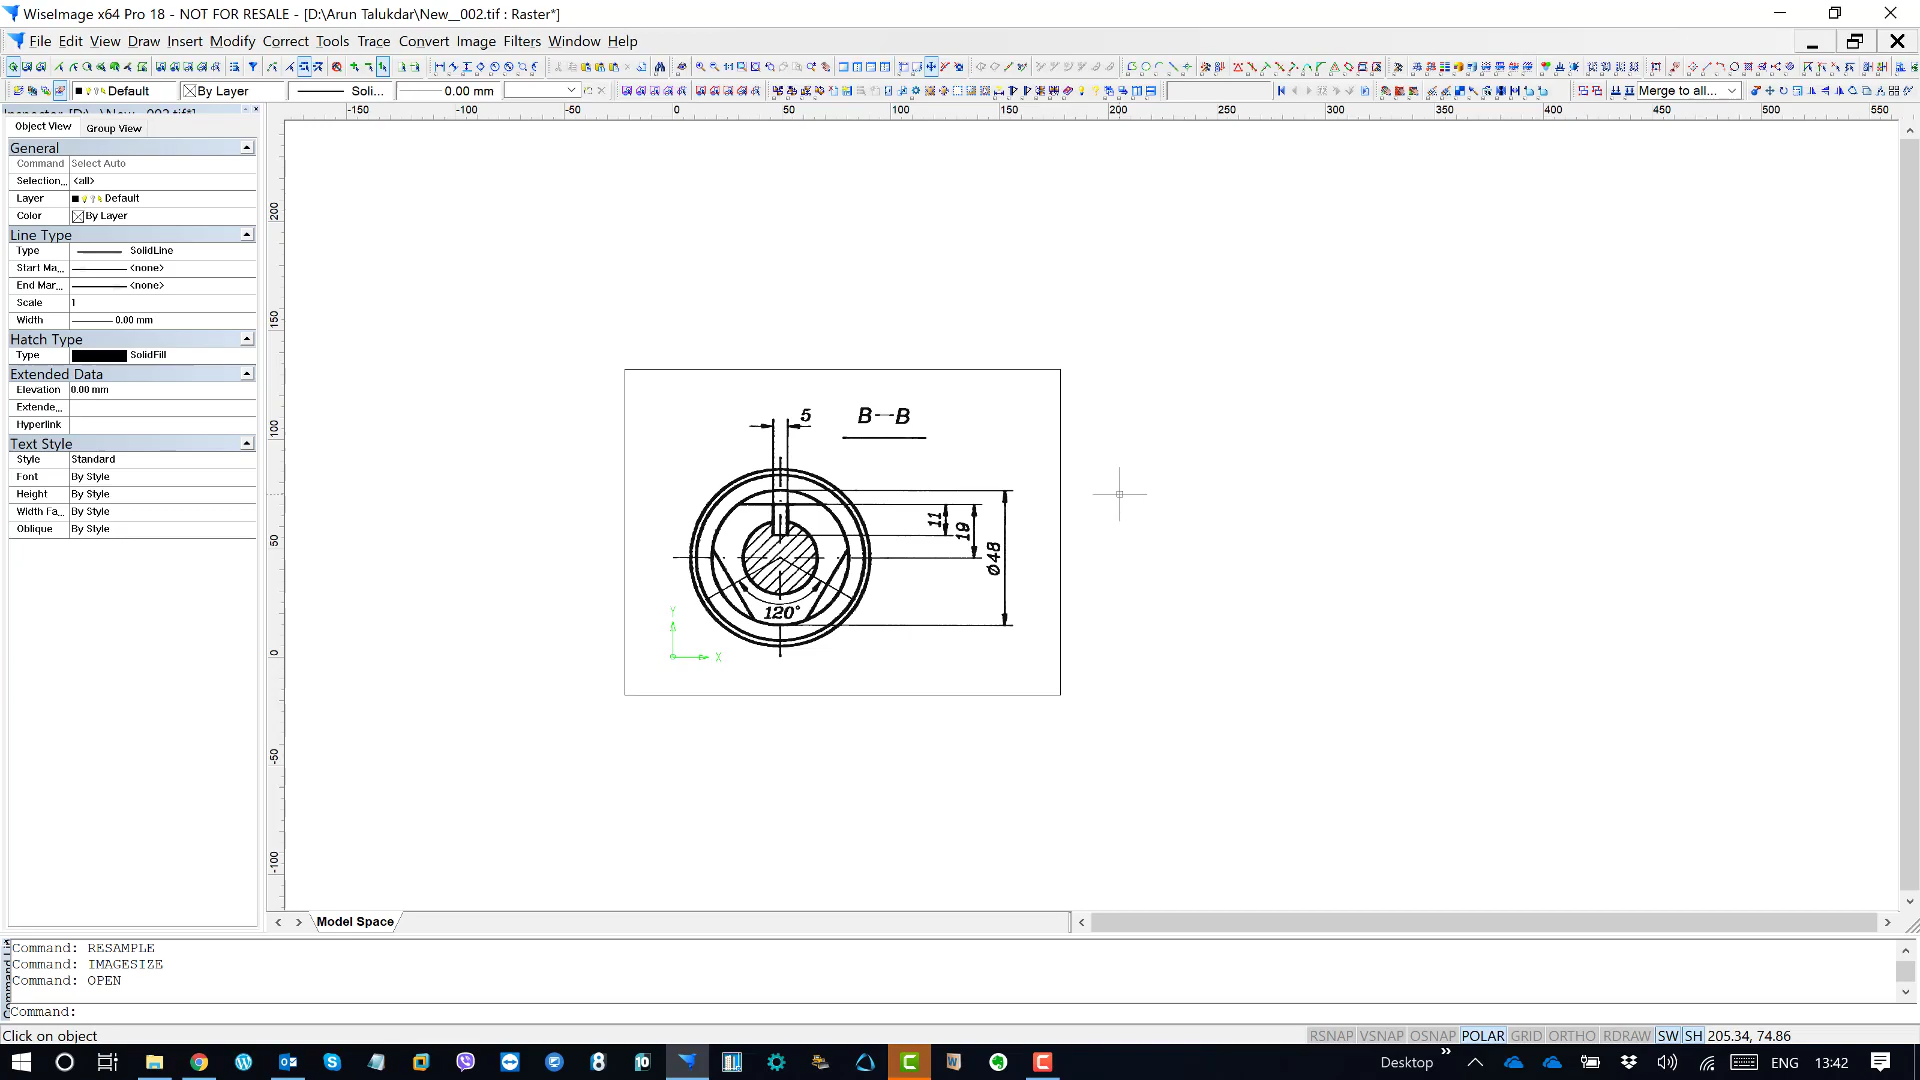 WiseImage x64 Pro 18 - NOT FOR RESALE - [D:\Arun Talukdar\New__002.tif : Raster*]
File Edit View Draw Insert Modify Correct Tools Trace Convert Image Filters Window Help
Default By Layer Soli... 0.00 mm Merge to all...
Object View Group View
-150 -100 -50 0 50 100 150 200 250 300 350 400 450 500 550
200 150 100 50 0 -50 -100
General
Command Select Auto
Selection... <all>
Layer Default
Color By Layer
Line Type
Type SolidLine
Start Ma... <none>
End Mar... <none>
Scale 1
Width 0.00 mm
Hatch Type
Type SolidFill
Extended Data
Elevation 0.00 mm
Extende...
Hyperlink
Text Style
Style Standard
Font By Style
Height By Style
Width Fa... By Style
Oblique By Style
5 B-B
11 19 ø48
120°
Y
X
Model Space
Command: RESAMPLE
Command: IMAGESIZE
Command: OPEN
Command:
Click on object RSNAP VSNAP OSNAP POLAR GRID ORTHO RDRAW SW SH 205.34, 74.86
Desktop ENG 13:42